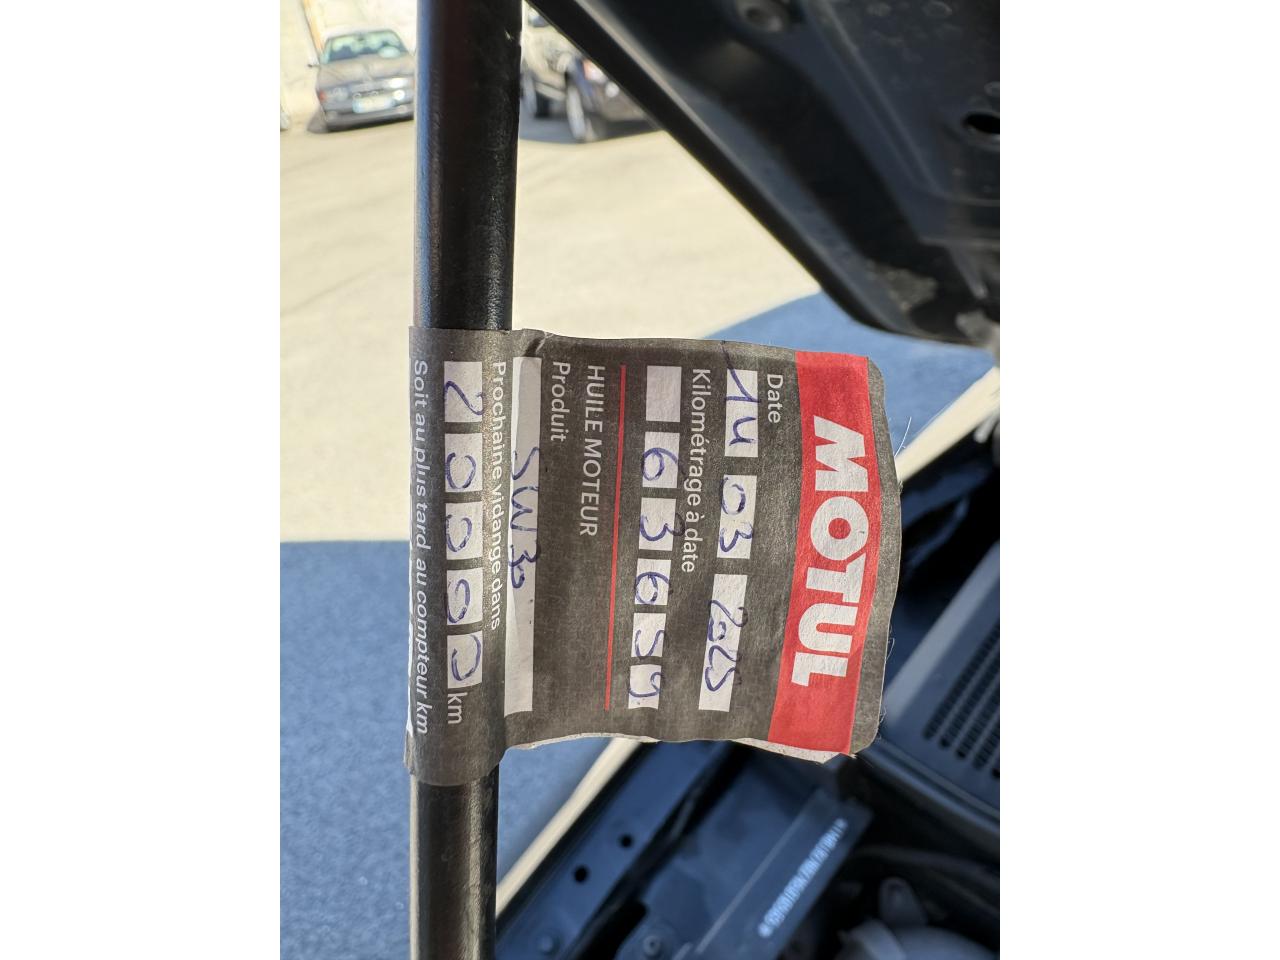 MOTUL
Date
14 03 2025
Kilométrage à date
63659
HUILE MOTEUR
Produit
5W30
Prochaine vidange dans
20000 km
Soit au plus tard au compteur km